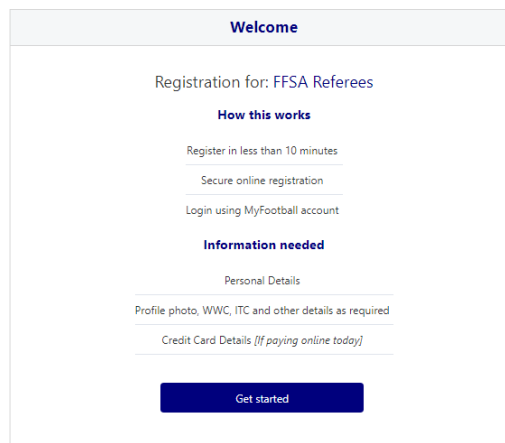 Welcome
Registration for: FFSA Referees
How this works
Register in less than 10 minutes
Secure online registration
Login using MyFootball account
Information needed
Personal Details
Profile photo, WWC, ITC and other details as required
Credit Card Details [If paying online today]
Get started